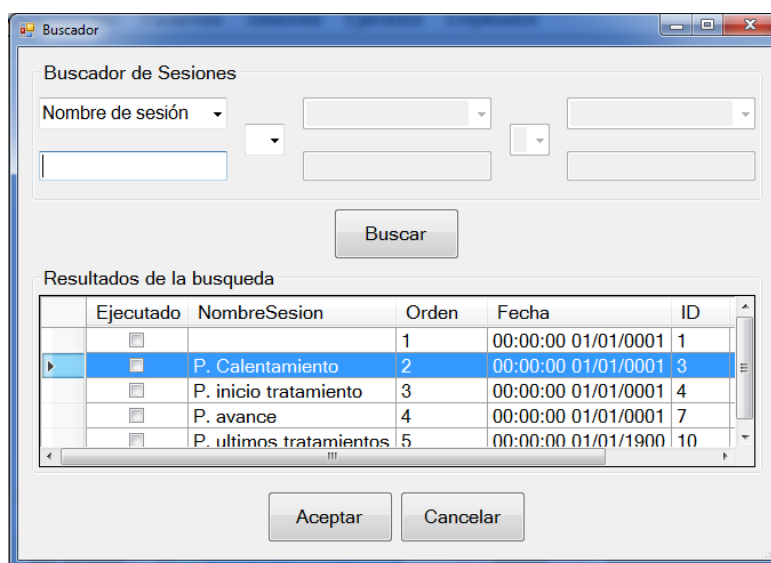 Buscador
Buscador de Sesiones
Nombre de sesión
Buscar
Resultados de la busqueda
Ejecutado NombreSesion Orden Fecha ID
1 00:00:00 01/01/0001 1
P. Calentamiento 2 00:00:00 01/01/0001 3
P. inicio tratamiento 3 00:00:00 01/01/0001 4
P. avance 4 00:00:00 01/01/0001 7
P. ultimos tratamientos 5 00:00:00 01/01/1900 10
Aceptar Cancelar